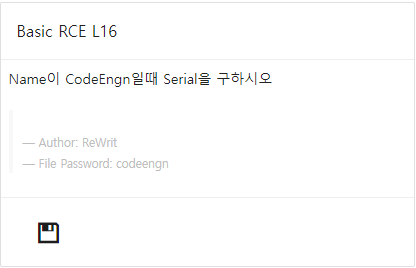 Basic RCE L16
Name이 CodeEngn일때 Serial을 구하시오
— Author: ReWrit
— File Password: codeengn